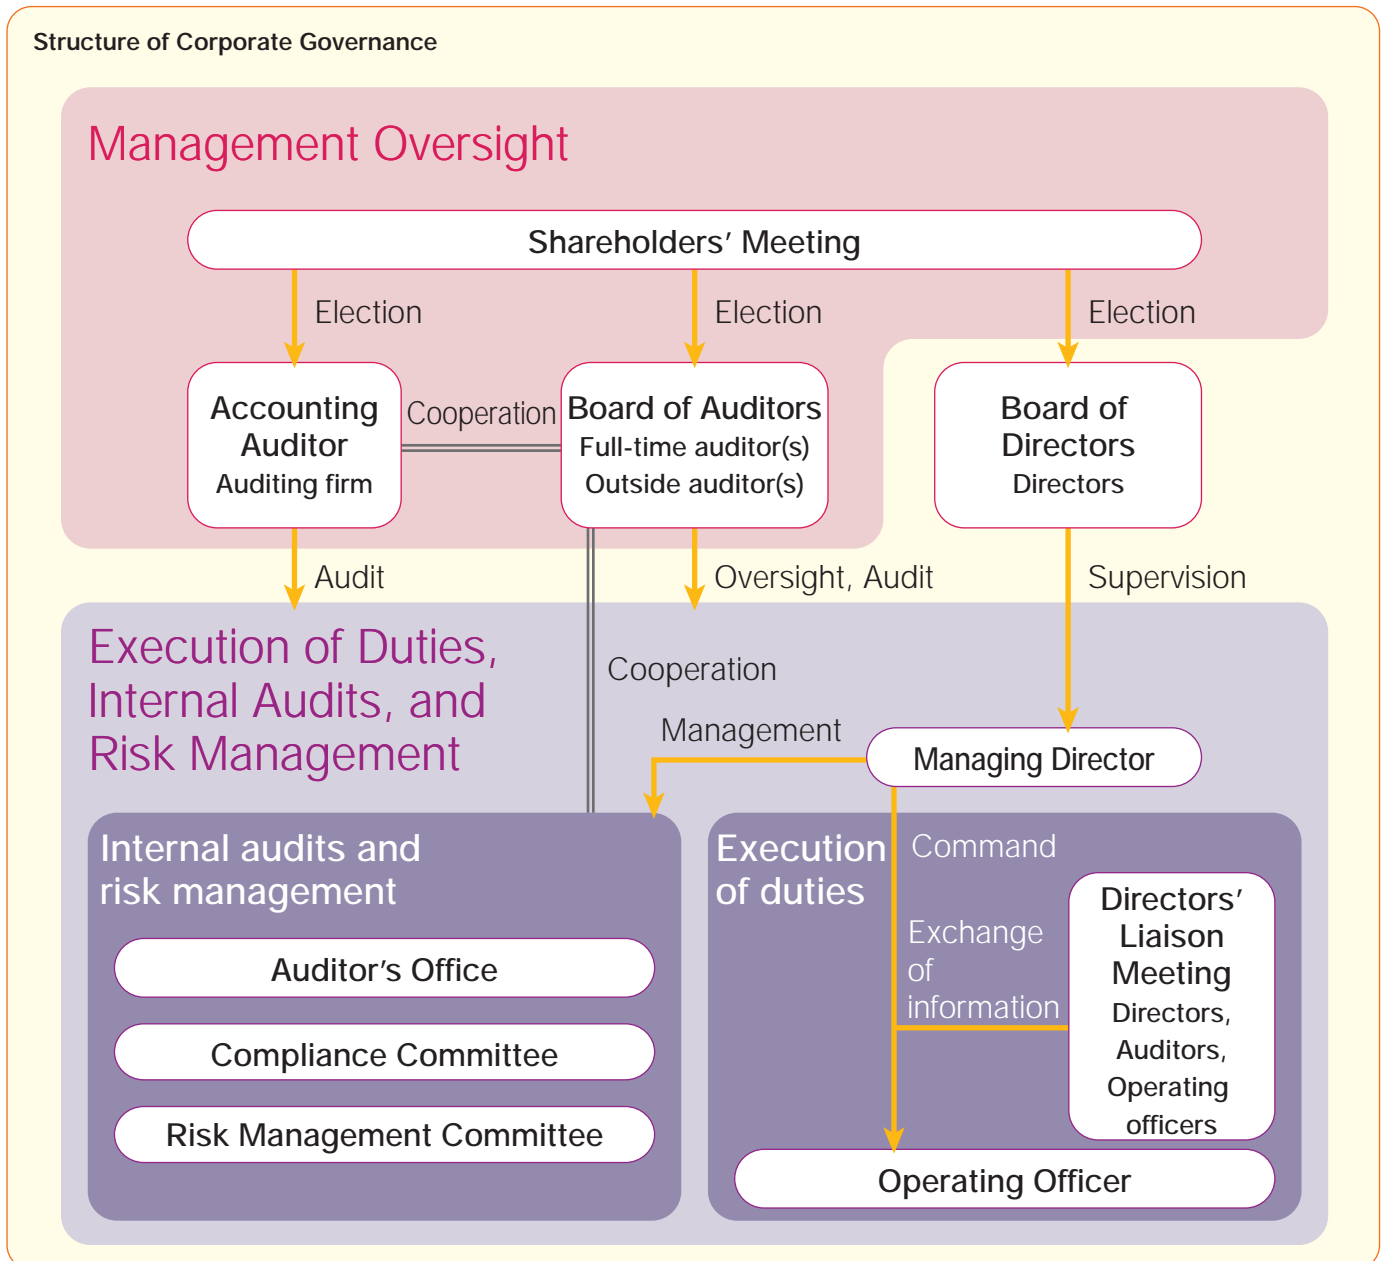 Structure of Corporate Governance
Management Oversight
Shareholders’ Meeting
Election
Election
Election
Accounting
Auditor
Auditing firm
Cooperation
Board of Auditors
Full-time auditor(s)
Outside auditor(s)
Board of
Directors
Directors
Audit
Oversight, Audit
Supervision
Execution of Duties,
Internal Audits, and
Risk Management
Cooperation
Management
Managing Director
Internal audits and
risk management
Auditor’s Office
Compliance Committee
Risk Management Committee
Execution
of duties
Command
Exchange
of
information
Directors’
Liaison
Meeting
Directors,
Auditors,
Operating
officers
Operating Officer